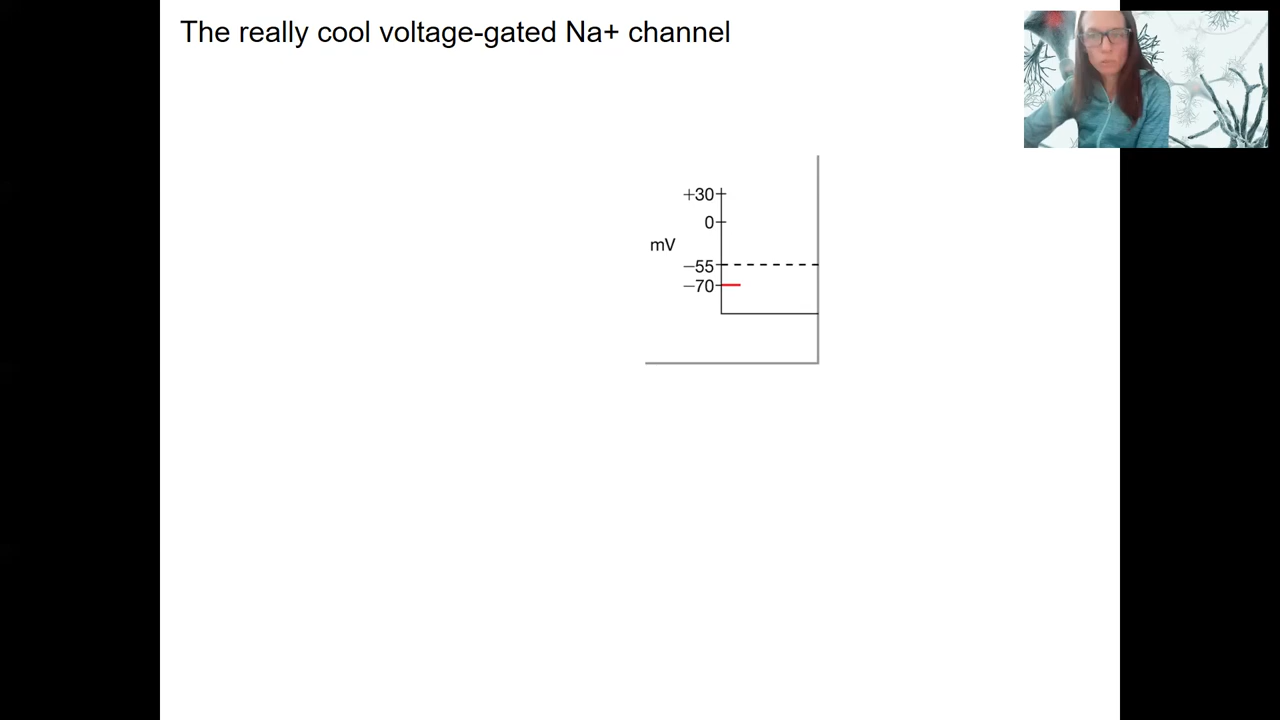 The really cool voltage-gated Na+ channel
+30
0
mV
−55
−70